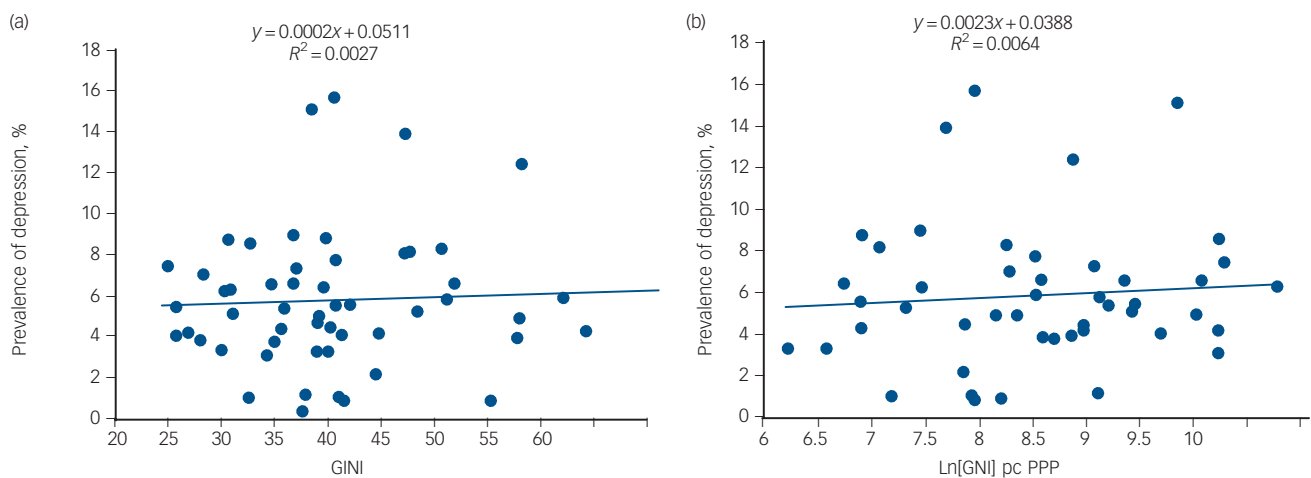 (a)
y = 0.0002x + 0.0511
R² = 0.0027
Prevalence of depression, %
18
16
14
12
10
8
6
4
2
0
20 25 30 35 40 45 50 55 60
GINI
(b)
y = 0.0023x + 0.0388
R² = 0.0064
Prevalence of depression, %
18
16
14
12
10
8
6
4
2
0
6 6.5 7 7.5 8 8.5 9 9.5 10
Ln[GNI] pc PPP